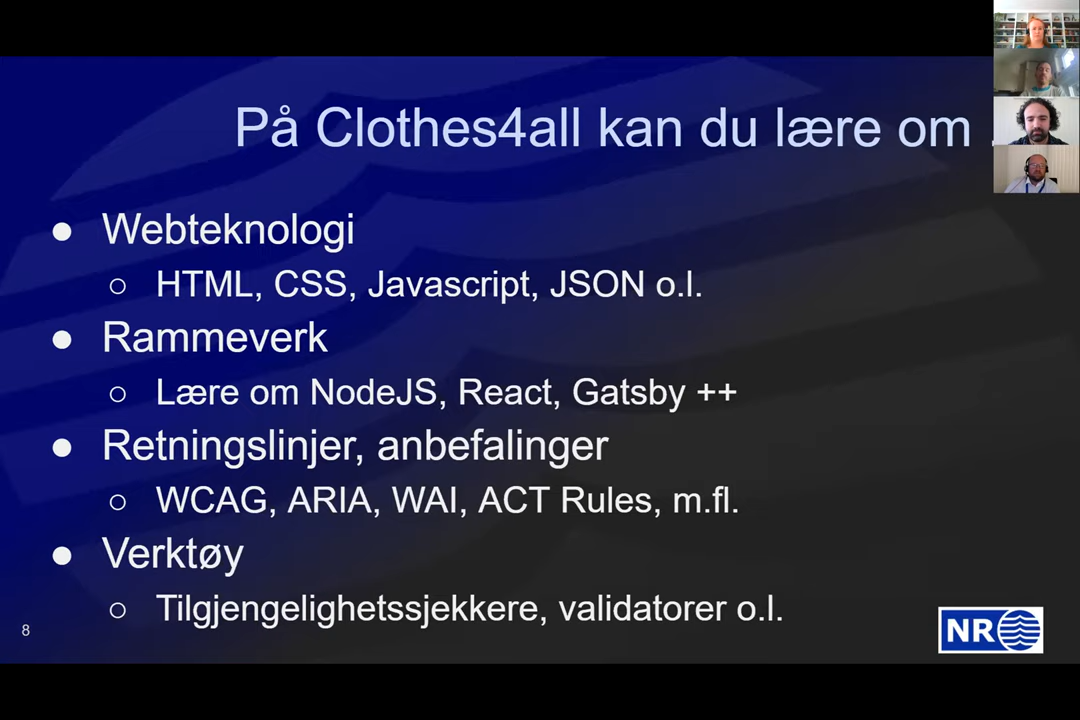 På Clothes4all kan du lære om
Webteknologi
HTML, CSS, Javascript, JSON o.l.
Rammeverk
Lære om NodeJS, React, Gatsby ++
Retningslinjer, anbefalinger
WCAG, ARIA, WAI, ACT Rules, m.fl.
Verktøy
Tilgjengelighetssjekkere, validatorer o.l.
8
NR